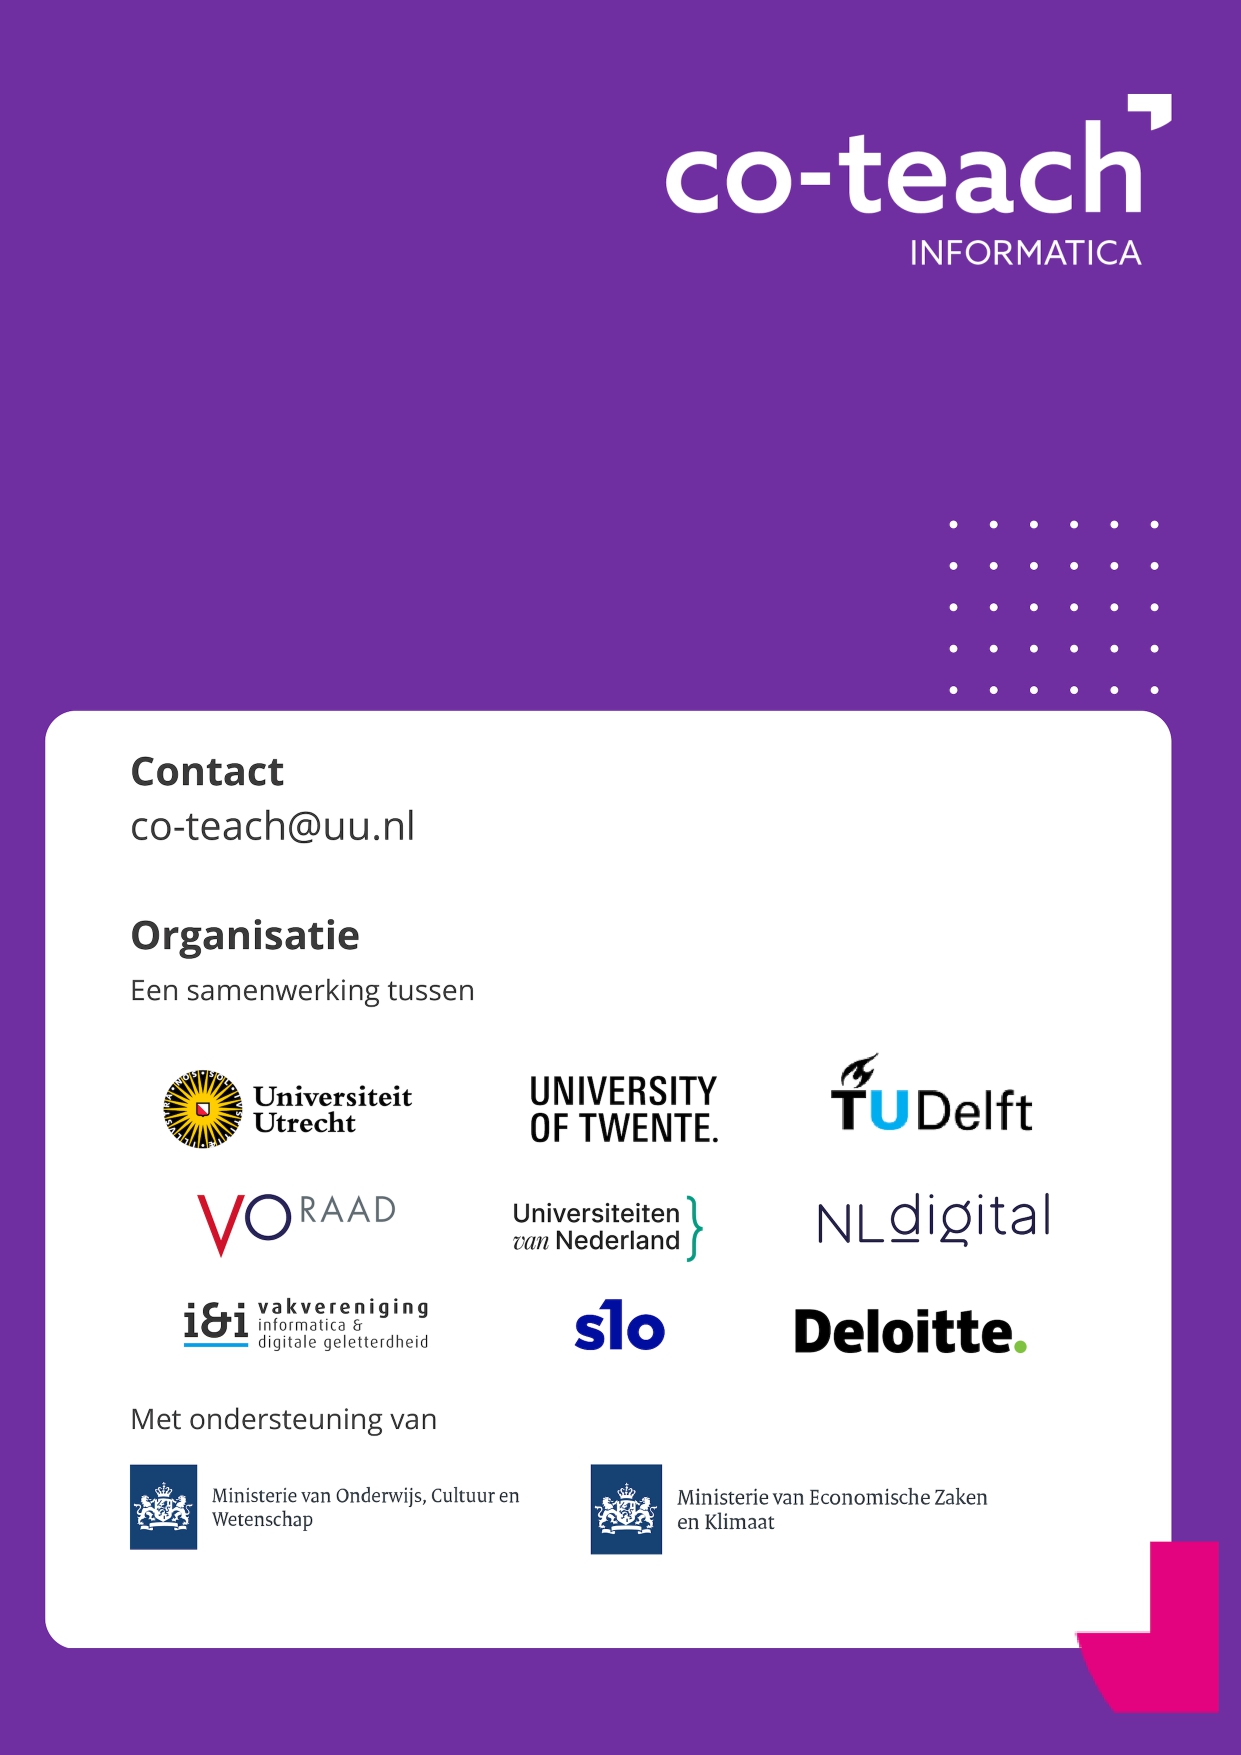 co-teach
INFORMATICA
Contact
co-teach@uu.nl
Organisatie
Een samenwerking tussen
Universiteit
Utrecht
UNIVERSITY
OF TWENTE.
TUDelft
VO RAAD
Universiteiten
van Nederland
NLdigital
i&i vakvereniging
informatica &
digitale geletterdheid
slo
Deloitte.
Met ondersteuning van
Ministerie van Onderwijs, Cultuur en
Wetenschap
Ministerie van Economische Zaken
en Klimaat